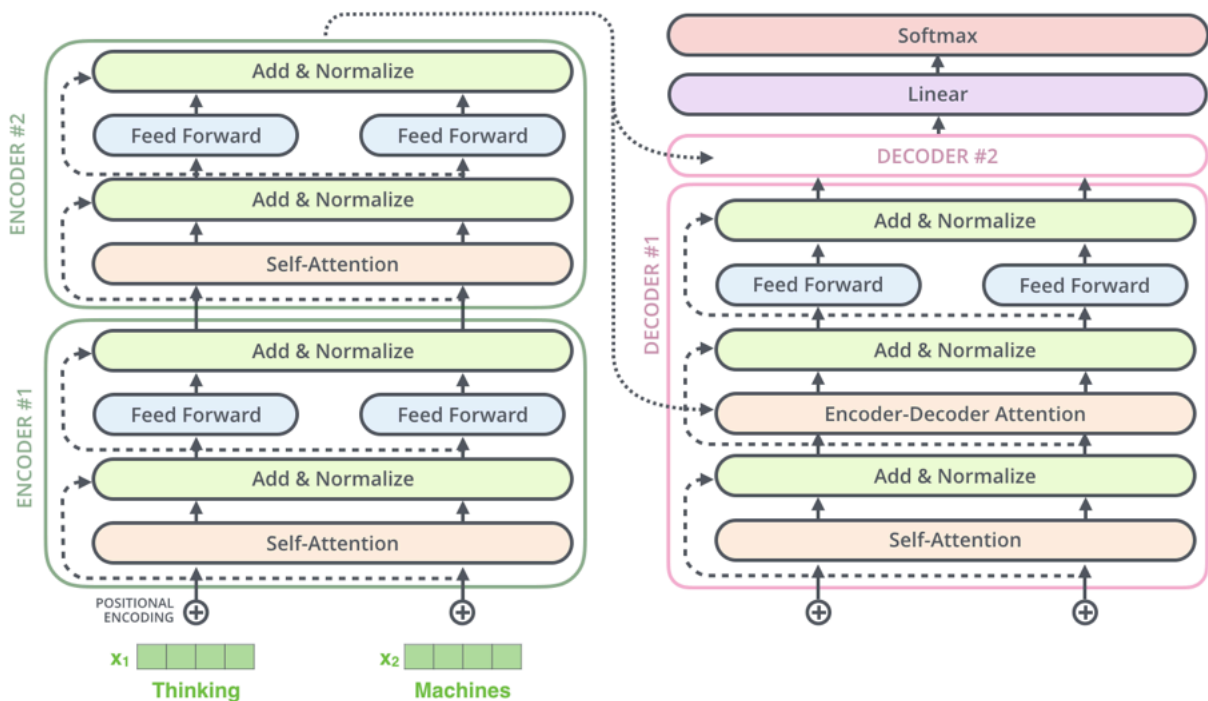 ENCODER #2
Add & Normalize
Feed Forward
Feed Forward
Add & Normalize
Self-Attention
ENCODER #1
Add & Normalize
Feed Forward
Feed Forward
Add & Normalize
Self-Attention
POSITIONAL
ENCODING
x₁
x₂
Thinking
Machines
Softmax
Linear
DECODER #2
DECODER #1
Add & Normalize
Feed Forward
Feed Forward
Add & Normalize
Encoder-Decoder Attention
Add & Normalize
Self-Attention